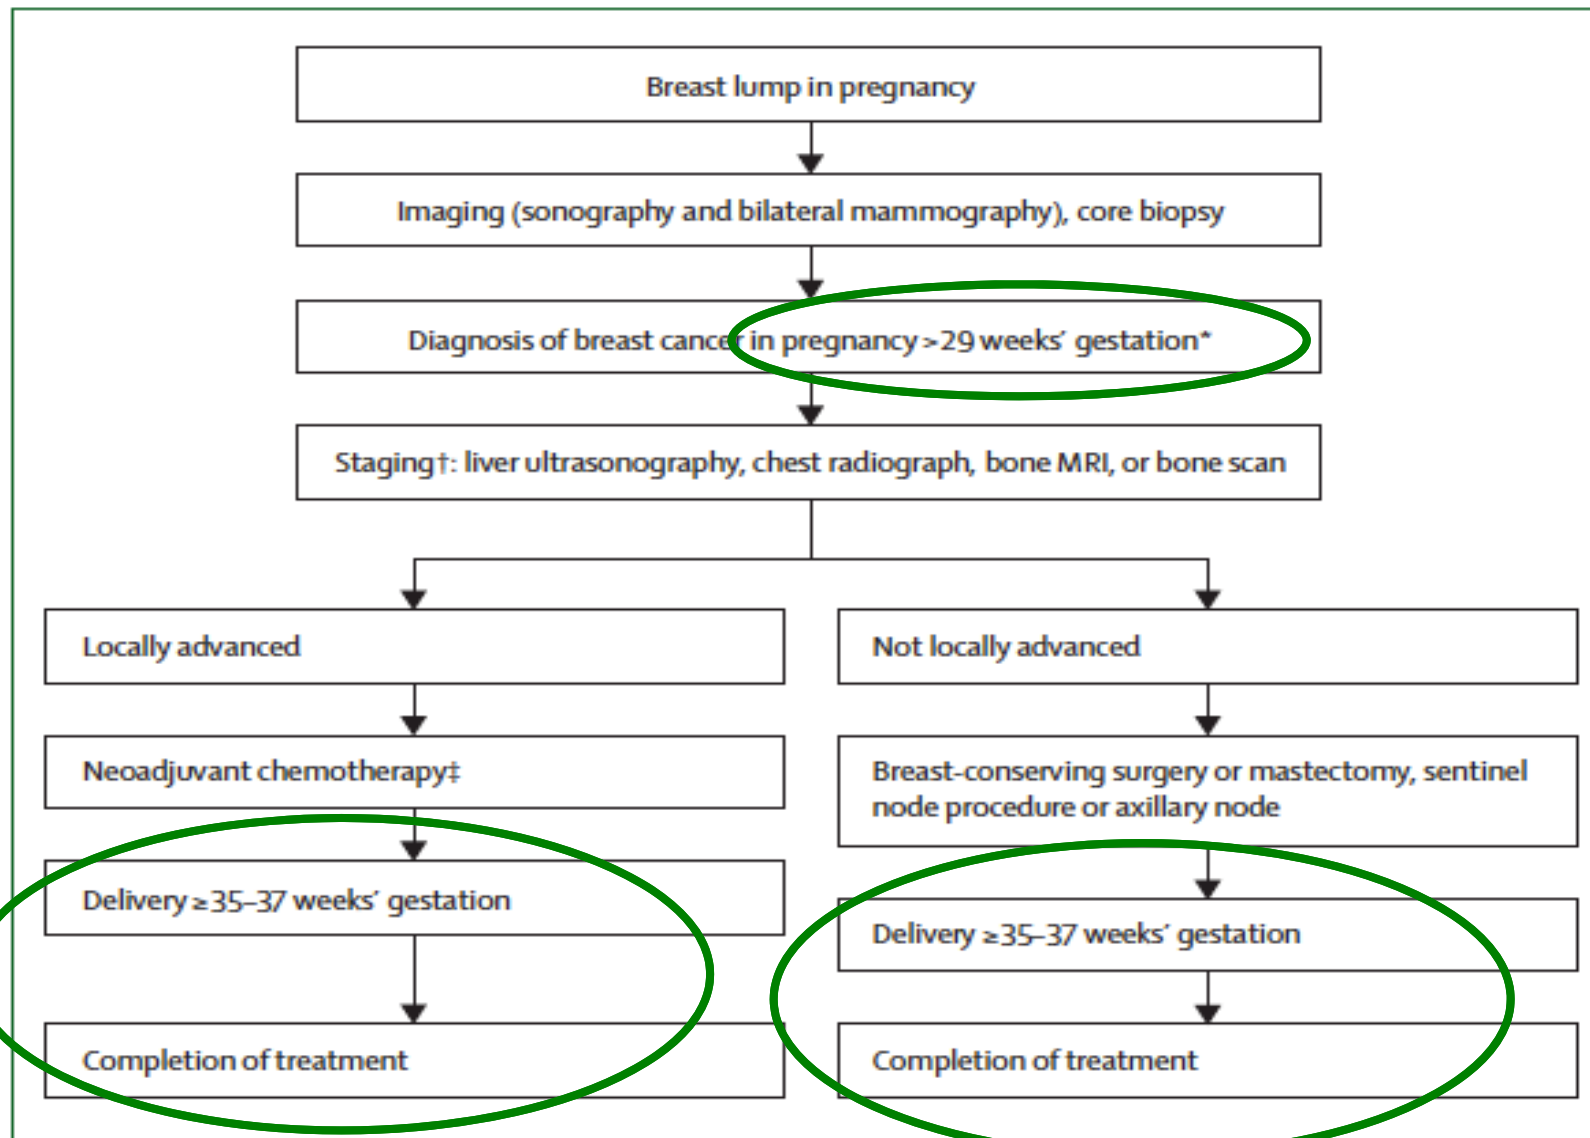 Breast lump in pregnancy
Imaging (sonography and bilateral mammography), core biopsy
Diagnosis of breast cancer in pregnancy >29 weeks’ gestation*
Staging†: liver ultrasonography, chest radiograph, bone MRI, or bone scan
Locally advanced
Neoadjuvant chemotherapy‡
Delivery ≥35–37 weeks’ gestation
Completion of treatment
Not locally advanced
Breast-conserving surgery or mastectomy, sentinel
node procedure or axillary node
Delivery ≥35–37 weeks’ gestation
Completion of treatment